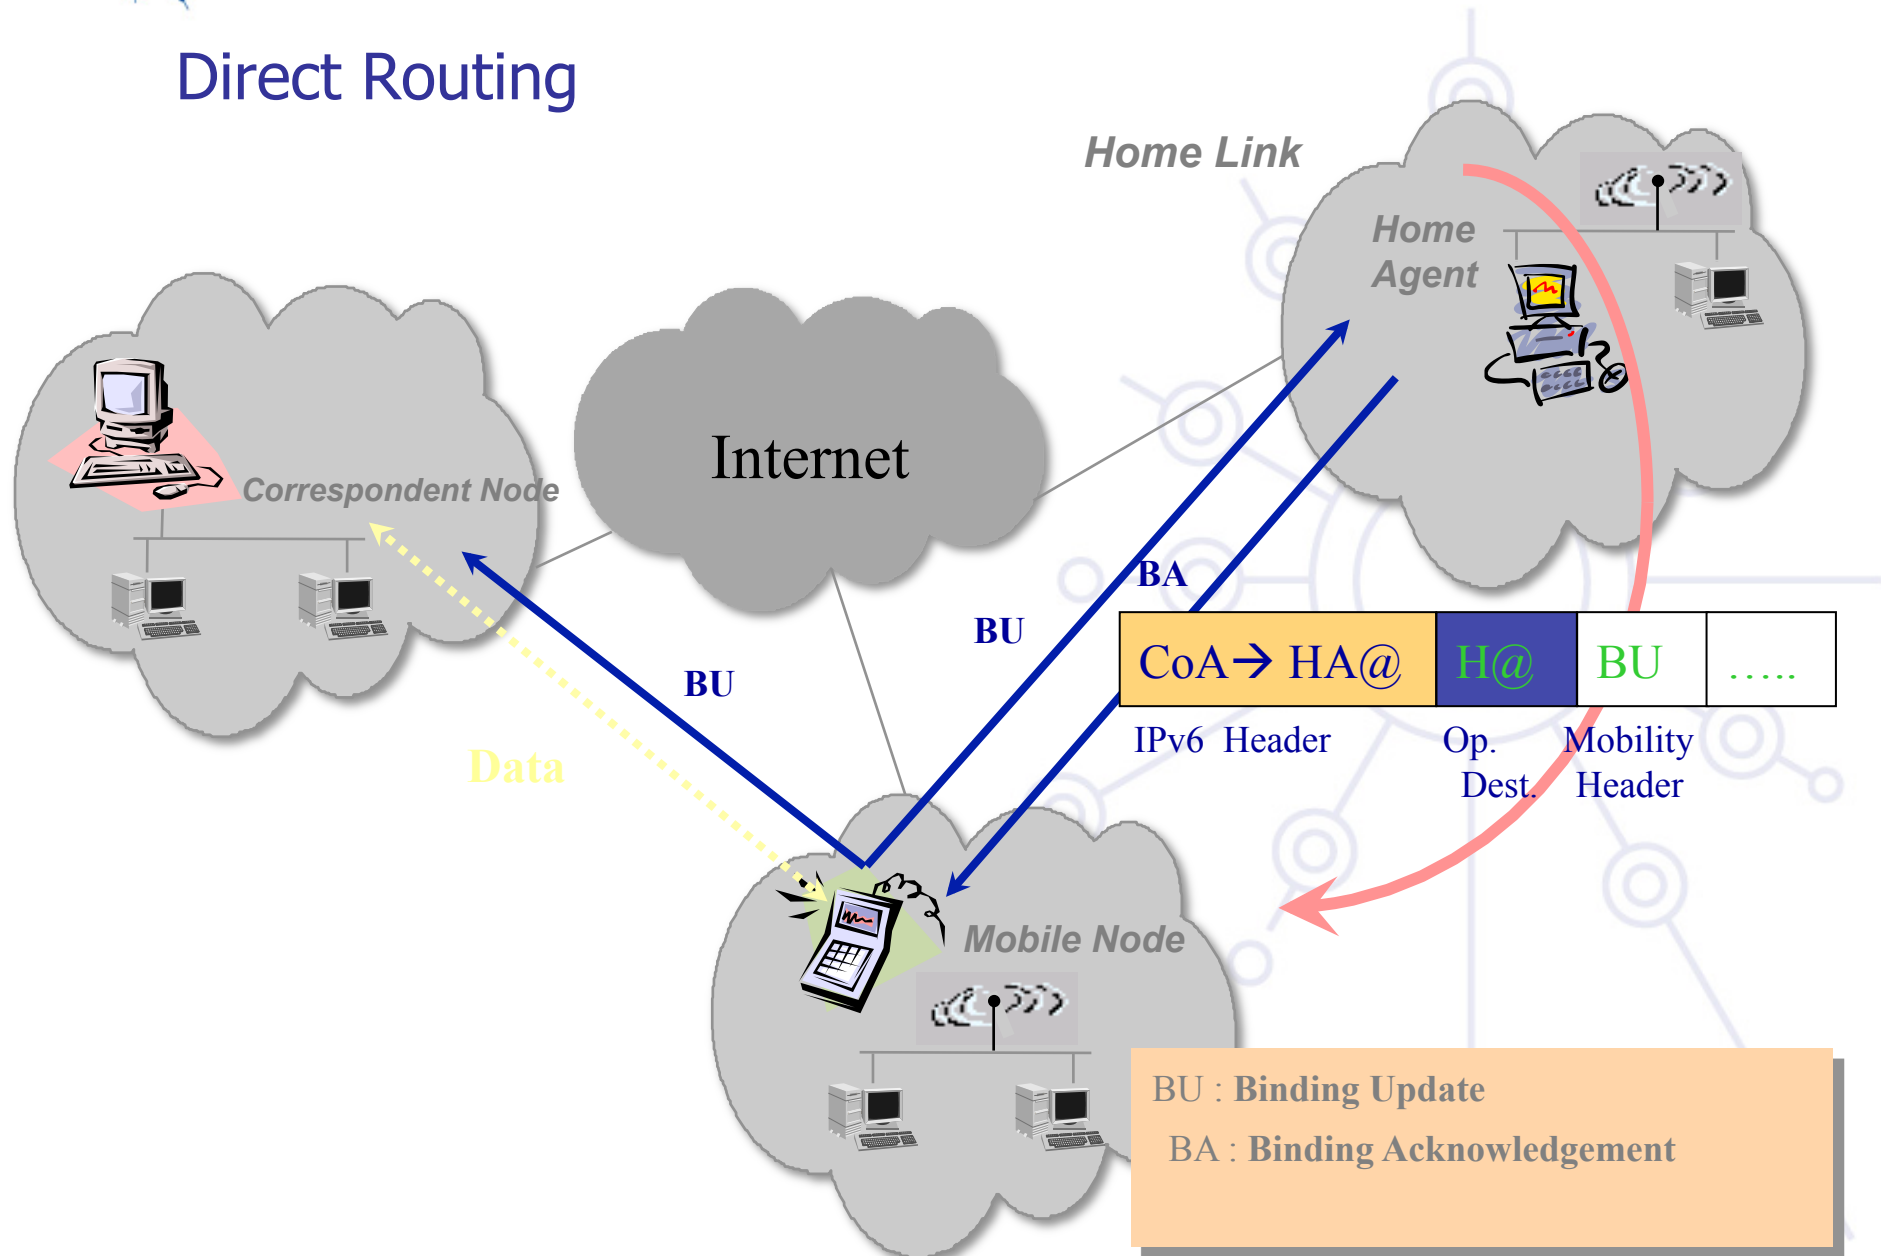 Direct Routing
Home Link
Home
Agent
Internet
Correspondent Node
BA
BU
BU
CoA→ HA@ H@ BU …..
IPv6 Header Op. Mobility
Dest. Header
Data
Mobile Node
BU : Binding Update
BA : Binding Acknowledgement